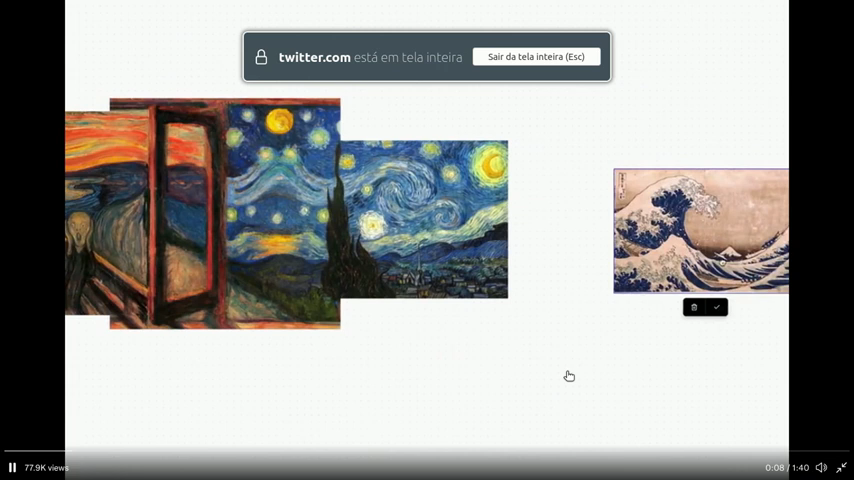 twitter.com está em tela inteira
Sair da tela inteira (Esc)
77.9K views
0:08 / 1:40